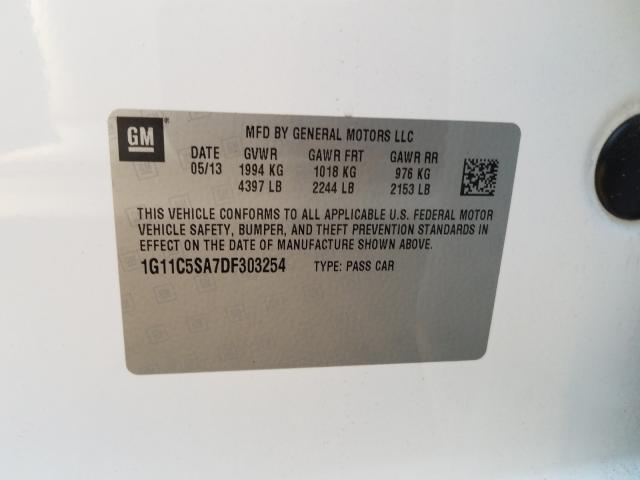 GM
MFD BY GENERAL MOTORS LLC
DATE GVWR GAWR FRT GAWR RR
05/13 1994 KG 1018 KG 976 KG
4397 LB 2244 LB 2153 LB
THIS VEHICLE CONFORMS TO ALL APPLICABLE U.S. FEDERAL MOTOR
VEHICLE SAFETY, BUMPER, AND THEFT PREVENTION STANDARDS IN
EFFECT ON THE DATE OF MANUFACTURE SHOWN ABOVE.
1G11C5SA7DF303254 TYPE: PASS CAR